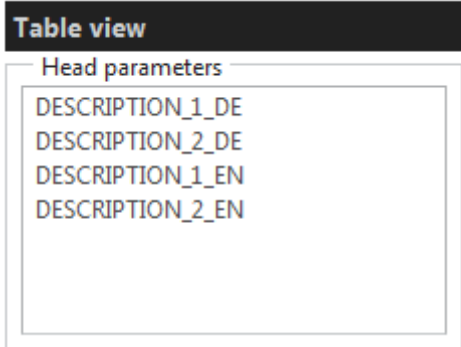 Table view
Head parameters
DESCRIPTION_1_DE
DESCRIPTION_2_DE
DESCRIPTION_1_EN
DESCRIPTION_2_EN